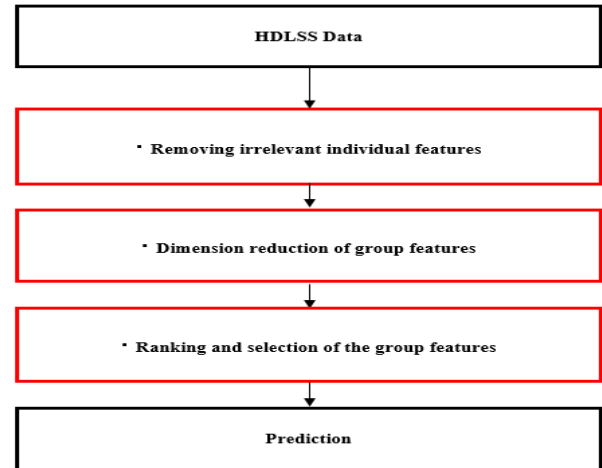 HDLSS Data
· Removing irrelevant individual features
· Dimension reduction of group features
· Ranking and selection of the group features
Prediction